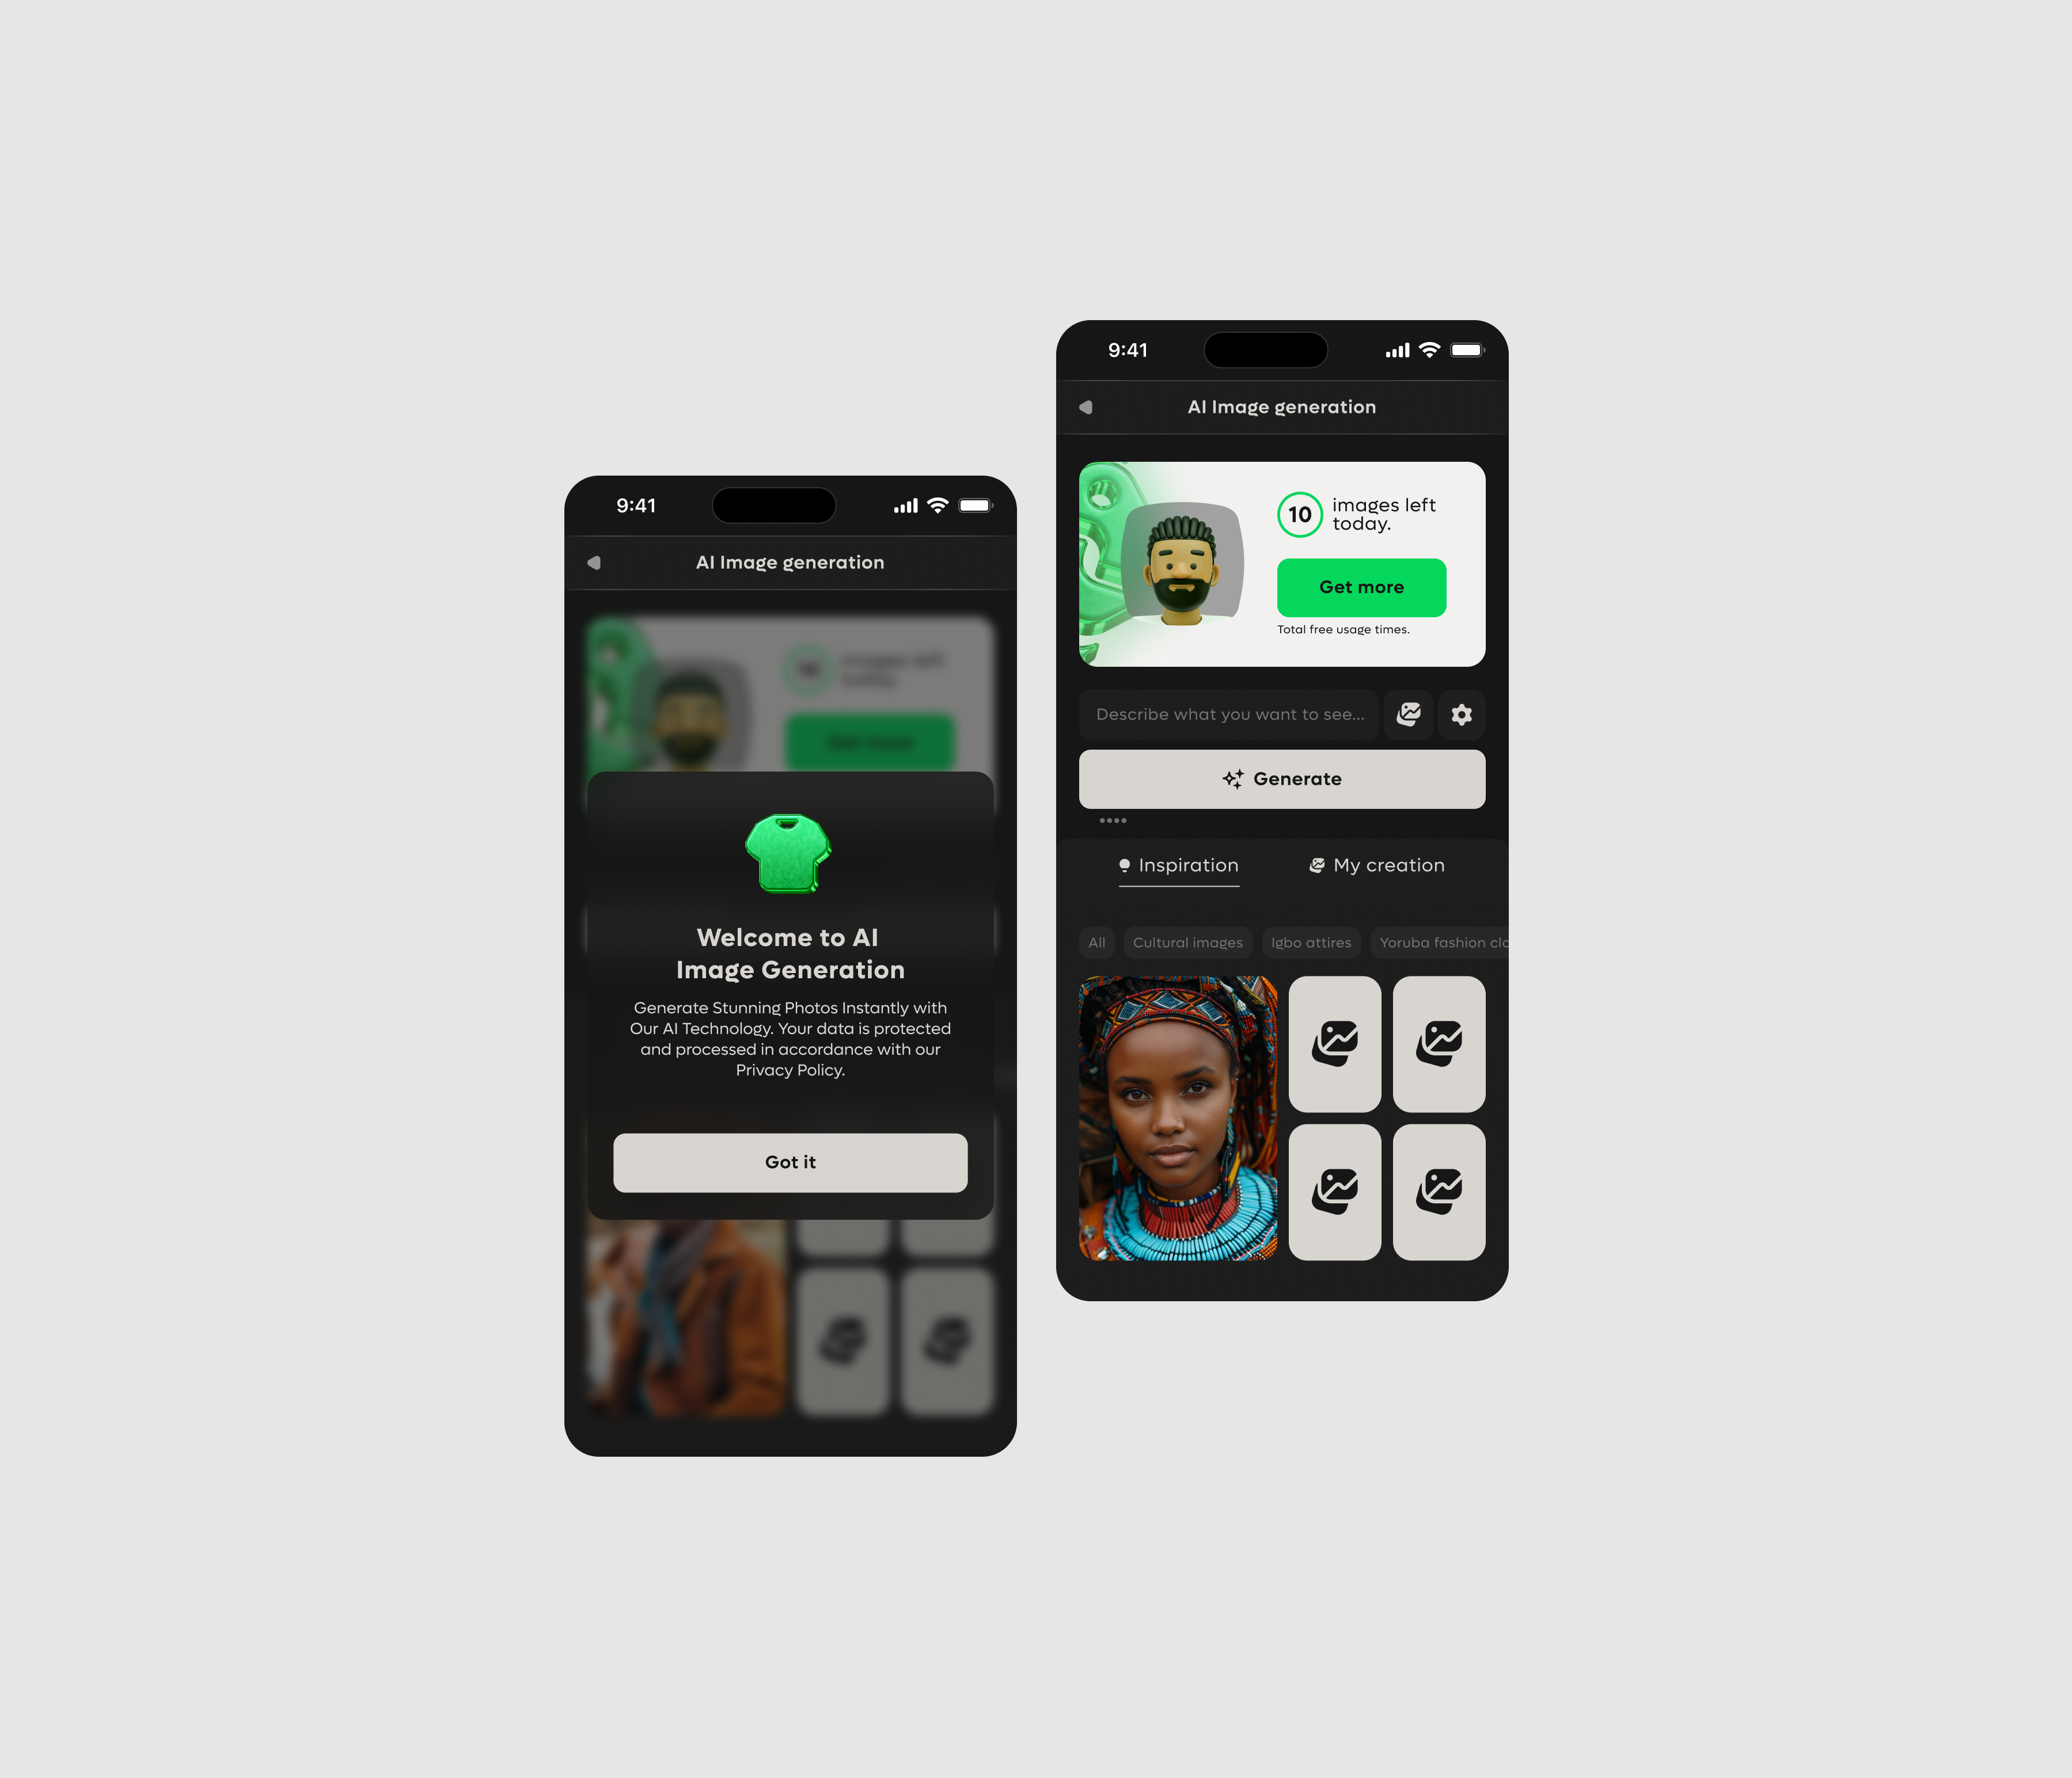 9:41
AI Image generation
Welcome to AI
Image Generation
Generate Stunning Photos Instantly with
Our AI Technology. Your data is protected
and processed in accordance with our
Privacy Policy.
Got it
9:41
AI Image generation
10
images left
today.
Get more
Total free usage times.
Describe what you want to see...
Generate
Inspiration
My creation
All
Cultural images
Igbo attires
Yoruba fashion clo